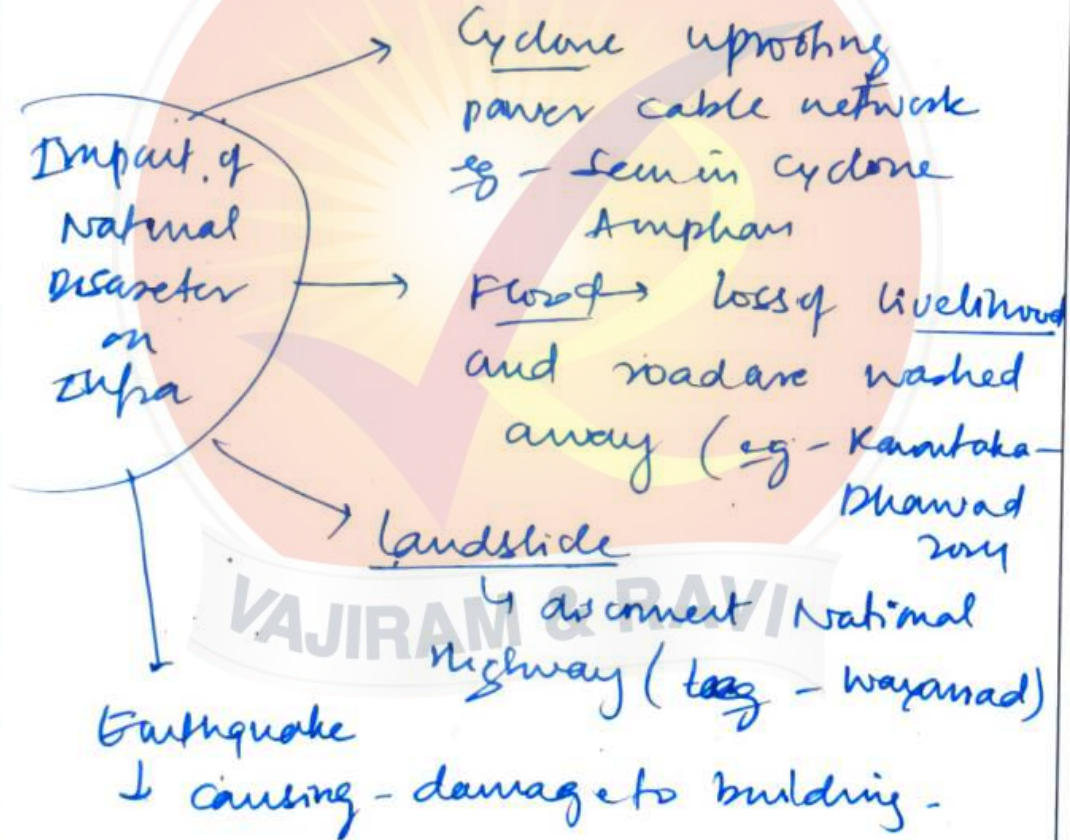 Impact of
Natural
Disaster
on
Infra
Cyclone uprooting
power cable network
eg - Seen in Cyclone
Amphan
Flood → loss of livelihood
and road are washed
away (eg - Karnataka -
Dharwad
2024
Landslide
↳ disconnect National
Highway (eg - Wayanad)
Earthquake
↓ causing - damage to building -
VAJIRAM & RAVI